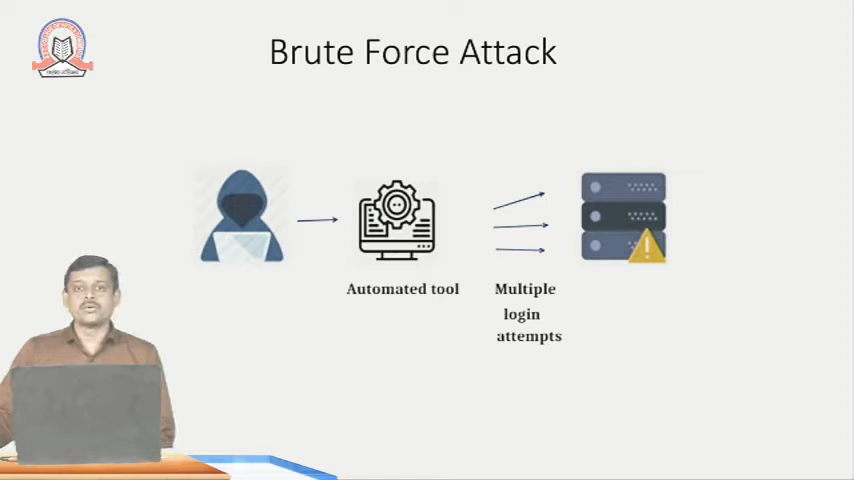 Brute Force Attack
Automated tool
Multiple
login
attempts